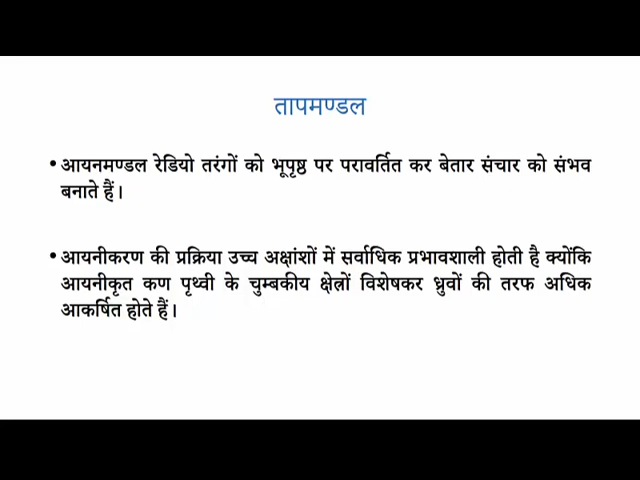 तापमण्डल
• आयनमण्डल रेडियो तरंगों को भूपृष्ठ पर परावर्तित कर बेतार संचार को संभव
बनाते हैं।
• आयनीकरण की प्रक्रिया उच्च अक्षांशों में सर्वाधिक प्रभावशाली होती है क्योंकि
आयनीकृत कण पृथ्वी के चुम्बकीय क्षेत्रों विशेषकर ध्रुवों की तरफ अधिक
आकर्षित होते हैं।